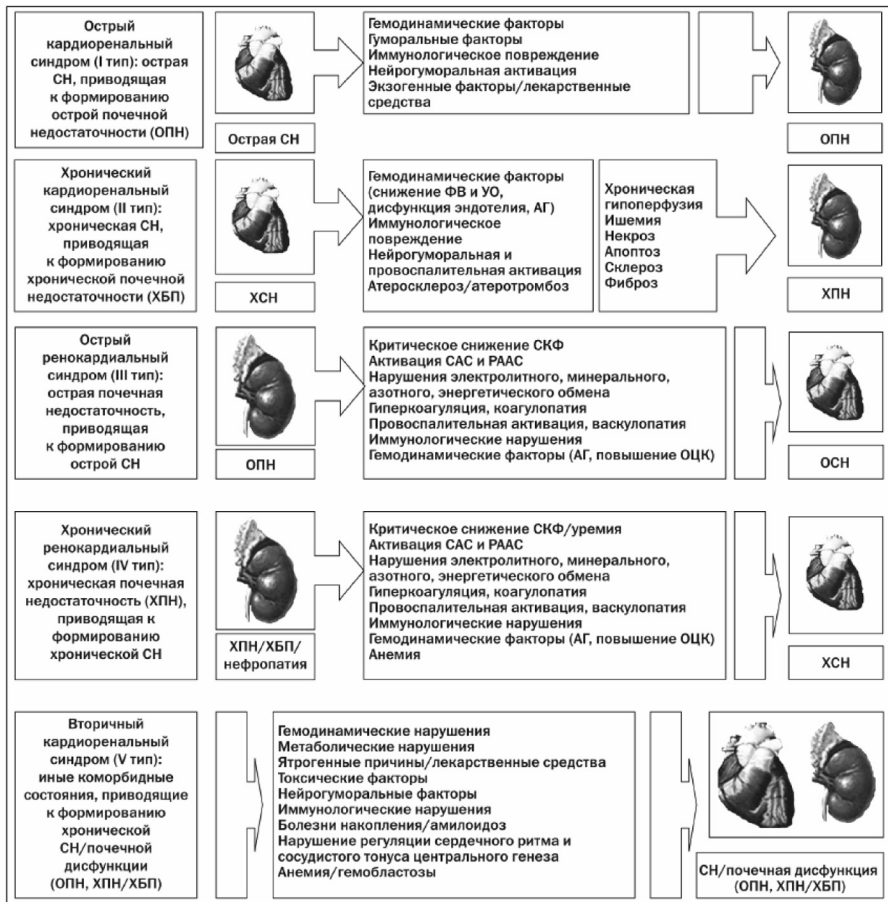 Острый
кардиоренальный
синдром (I тип): острая
СН, приводящая
к формированию
острой почечной
недостаточности (ОПН)
Острая СН
Гемодинамические факторы
Гуморальные факторы
Иммунологическое повреждение
Нейрогуморальная активация
Экзогенные факторы/лекарственные
средства
ОПН
Хронический
кардиоренальный
синдром (II тип):
хроническая СН,
приводящая
к формированию
хронической почечной
недостаточности (ХБП)
ХСН
Гемодинамические факторы
(снижение ФВ и УО,
дисфункция эндотелия, АГ)
Иммунологическое
повреждение
Нейрогуморальная и
провоспалительная активация
Атеросклероз/атеротромбоз
Хроническая
гипоперфузия
Ишемия
Некроз
Апоптоз
Склероз
Фиброз
ХПН
Острый
ренокардиальный
синдром (III тип):
острая почечная
недостаточность,
приводящая
к формированию
острой СН
ОПН
Критическое снижение СКФ
Активация САС и РААС
Нарушения электролитного, минерального,
азотного, энергетического обмена
Гиперкоагуляция, коагулопатия
Провоспалительная активация, васкулопатия
Иммунологические нарушения
Гемодинамические факторы (АГ, повышение ОЦК)
ОСН
Хронический
ренокардиальный
синдром (IV тип):
хроническая почечная
недостаточность (ХПН),
приводящая к
формированию
хронической СН
ХПН/ХБП/
нефропатия
Критическое снижение СКФ/уремия
Активация САС и РААС
Нарушения электролитного, минерального,
азотного, энергетического обмена
Гиперкоагуляция, коагулопатия
Провоспалительная активация, васкулопатия
Иммунологические нарушения
Гемодинамические факторы (АГ, повышение ОЦК)
Анемия
ХСН
Вторичный
кардиоренальный
синдром (V тип):
иные коморбидные
состояния, приводящие
к формированию
хронической
СН/почечной
дисфункции
(ОПН, ХПН/ХБП)
Гемодинамические нарушения
Метаболические нарушения
Ятрогенные причины/лекарственные средства
Токсические факторы
Нейрогуморальные факторы
Иммунологические нарушения
Болезни накопления/амилоидоз
Нарушение регуляции сердечного ритма и
сосудистого тонуса центрального генеза
Анемия/гемобластозы
СН/почечная дисфункция
(ОПН, ХПН/ХБП)